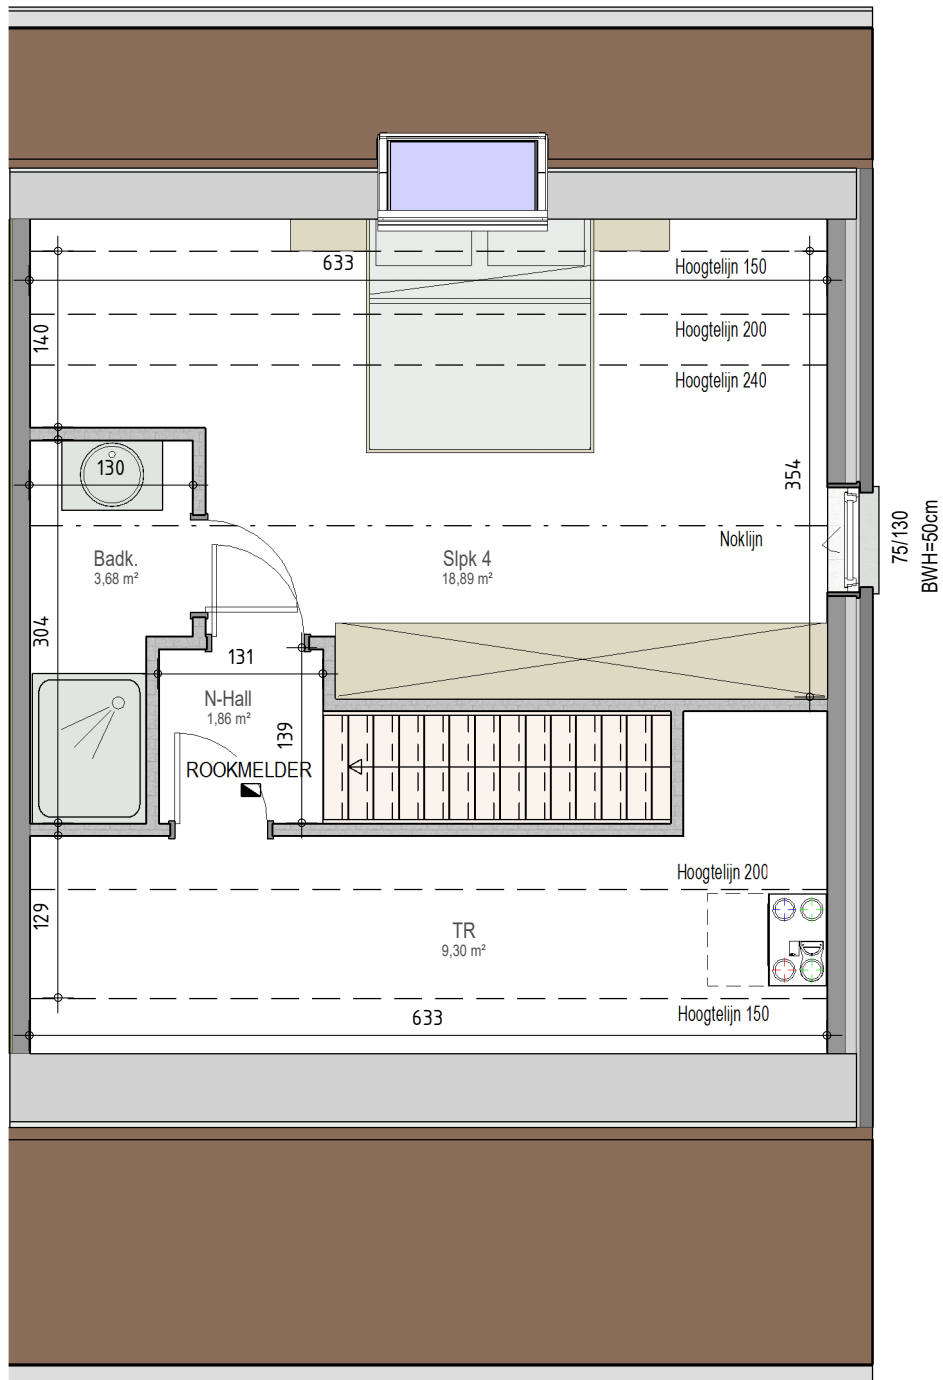 633
Hoogtelijn 150
140
Hoogtelijn 200
Hoogtelijn 240
130
354
75/130
BWH=50cm
Noklijn
Badk.
3,68 m²
Slpk 4
18,89 m²
304
131
N-Hall
1,86 m²
139
ROOKMELDER
Hoogtelijn 200
129
TR
9,30 m²
633
Hoogtelijn 150